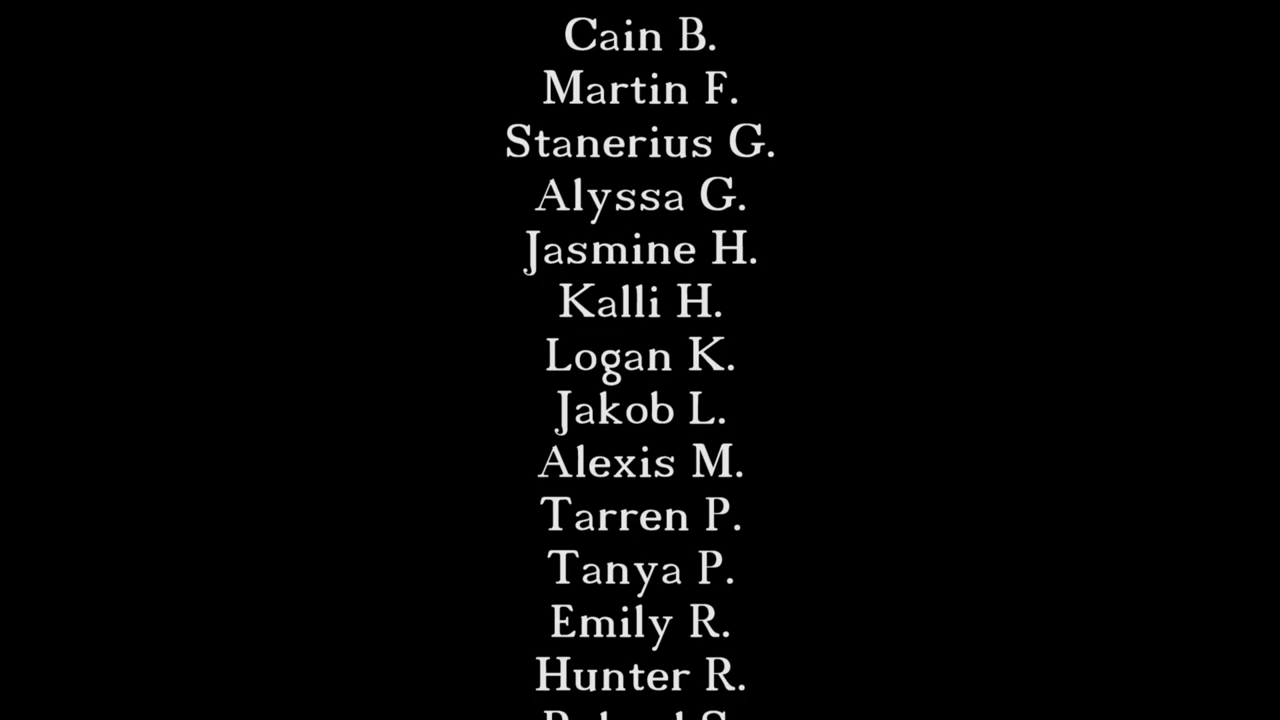 Cain B.
Martin F.
Stanerius G.
Alyssa G.
Jasmine H.
Kalli H.
Logan K.
Jakob L.
Alexis M.
Tarren P.
Tanya P.
Emily R.
Hunter R.